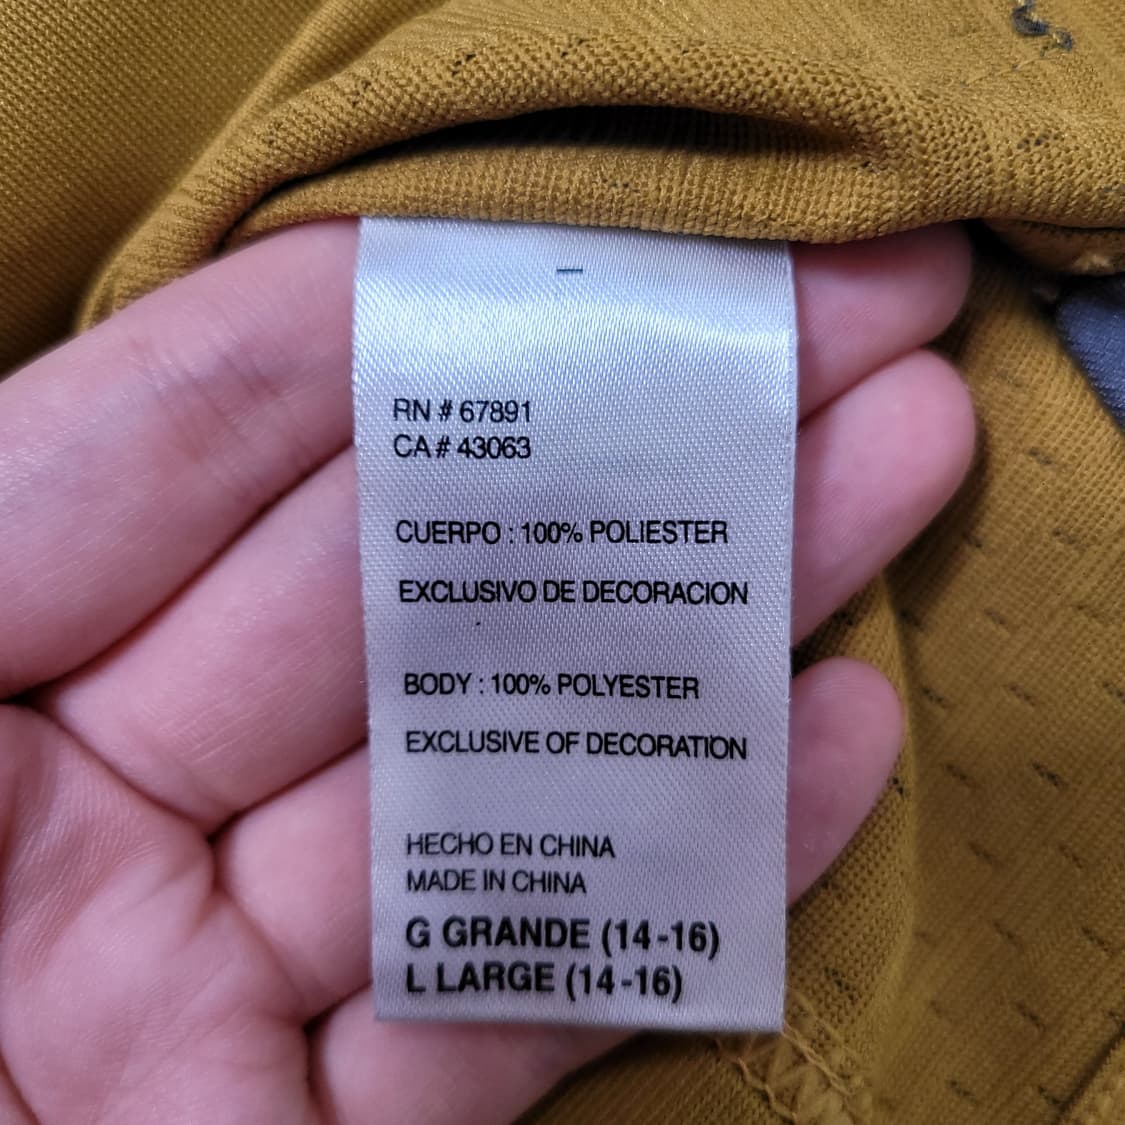 RN # 67891
CA# 43063
CUERPO : 100% POLIESTER
EXCLUSIVO DE DECORACION
BODY : 100% POLYESTER
EXCLUSIVE OF DECORATION
HECHO EN CHINA
MADE IN CHINA
G GRANDE (14-16)
L LARGE (14-16)